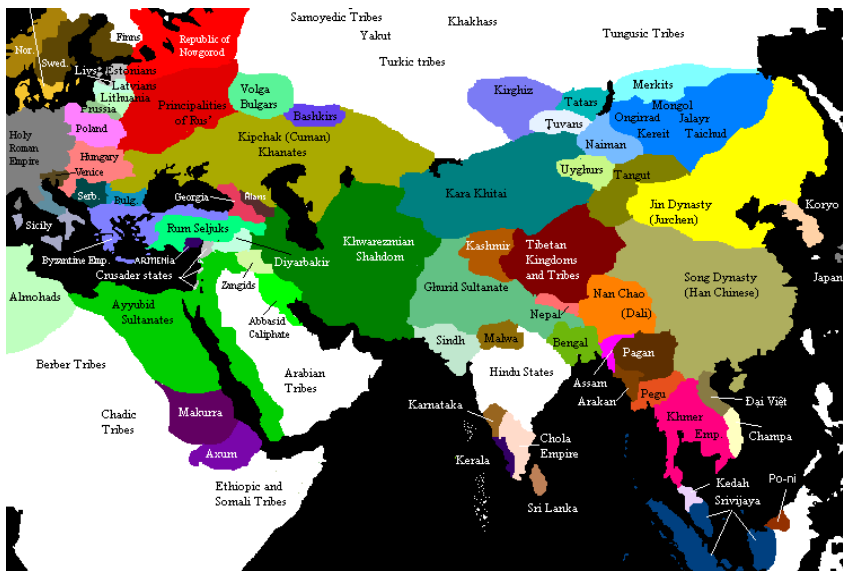 Samoyedic Tribes
Khakhass
Yakut
Tungusic Tribes
Turkic tribes
Finns
Republic of
Novgorod
Nor.
Swed.
Livs
Estonians
Latvians
Lithuania
Prussia
Principalities
of Rus'
Volga
Bulgars
Bashkirs
Kirghiz
Tatars
Merkits
Mongol
Ongirrad
Jalayr
Kereit
Taichud
Tuvans
Naiman
Poland
Holy
Roman
Empire
Kipchak (Cuman)
Khanates
Hungary
Venice
Uyghurs
Tangut
Kara Khitai
Serb.
Bulg.
Georgia
Alans
Jin Dynasty
(Jurchen)
Koryo
Sicily
Rum Seljuks
Byzantine Emp.
ARMENIA
Crusader states
Diyarbakir
Khwarezmian
Shahdom
Kashmir
Tibetan
Kingdoms
and Tribes
Japan
Almohads
Zangids
Ayyubid
Sultanates
Abbasid
Caliphate
Ghurid Sultanate
Nepal
Nan Chao
(Dali)
Song Dynasty
(Han Chinese)
Sindh
Malwa
Bengal
Pagan
Berber Tribes
Arabian
Tribes
Hindu States
Assam
Arakan
Pegu
Đại Việt
Chadic
Tribes
Makurra
Karnataka
Khmer
Emp.
Champa
Axum
Chola
Empire
Kerala
Kedah
Srivijaya
Po-ni
Ethiopic and
Somali Tribes
Sri Lanka